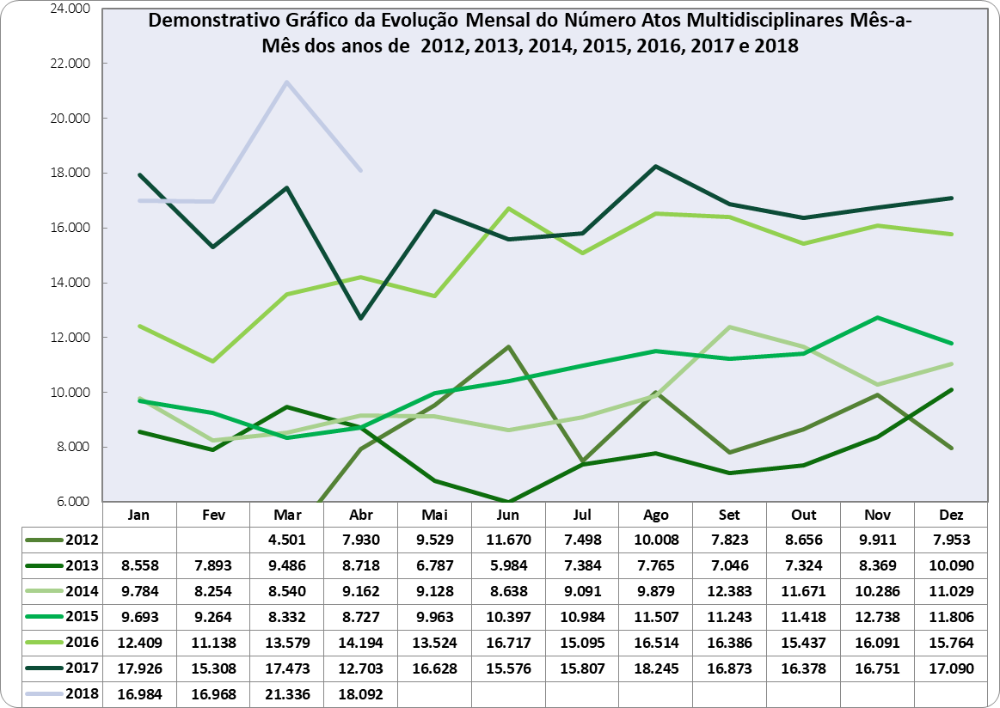 Demonstrativo Gráfico da Evolução Mensal do Número Atos Multidisciplinares Mês-a-
Mês dos anos de 2012, 2013, 2014, 2015, 2016, 2017 e 2018
24.000
22.000
20.000
18.000
16.000
14.000
12.000
10.000
8.000
6.000
Jan Fev Mar Abr Mai Jun Jul Ago Set Out Nov Dez
2012 4.501 7.930 9.529 11.670 7.498 10.008 7.823 8.656 9.911 7.953
2013 8.558 7.893 9.486 8.718 6.787 5.984 7.384 7.765 7.046 7.324 8.369 10.090
2014 9.784 8.254 8.540 9.162 9.128 8.638 9.091 9.879 12.383 11.671 10.286 11.029
2015 9.693 9.264 8.332 8.727 9.963 10.397 10.984 11.507 11.243 11.418 12.738 11.806
2016 12.409 11.138 13.579 14.194 13.524 16.717 15.095 16.514 16.386 15.437 16.091 15.764
2017 17.926 15.308 17.473 12.703 16.628 15.576 15.807 18.245 16.873 16.378 16.751 17.090
2018 16.984 16.968 21.336 18.092